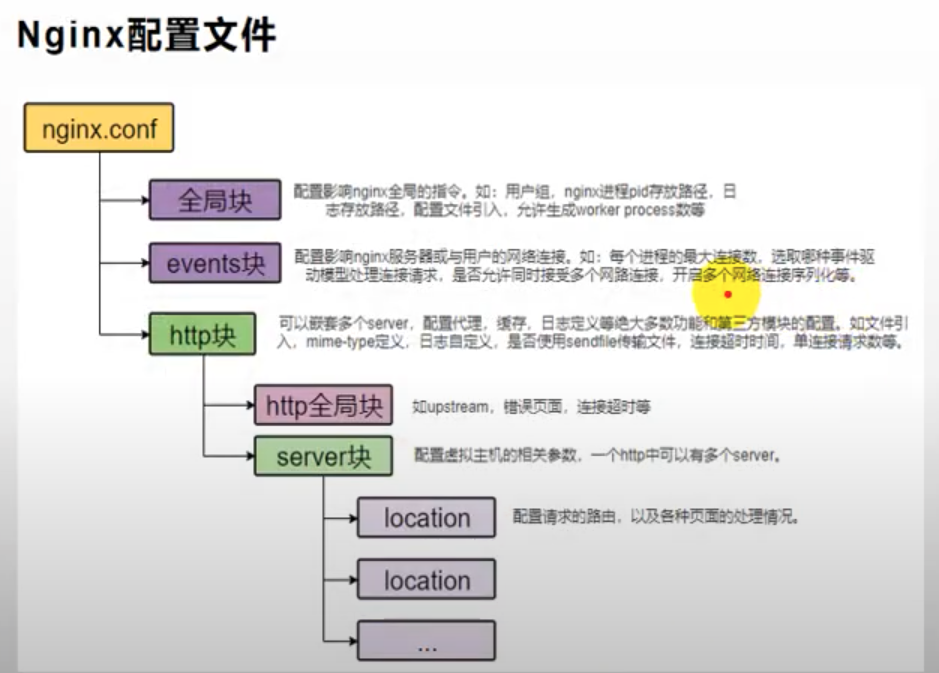 Nginx配置文件
nginx.conf
全局块
配置影响nginx全局的指令。如：用户组，nginx进程pid存放路径，日
志存放路径，配置文件引入，允许生成worker process数等
events块
配置影响nginx服务器或与用户的网络连接。如：每个进程的最大连接数，选取哪种事件驱
动模型处理连接请求，是否允许同时接受多个网路连接，开启多个网络连接序列化等。
http块
可以嵌套多个server，配置代理，缓存，日志定义等绝大多数功能和第三方模块的配置。如文件引
入，mime-type定义，日志自定义，是否使用sendfile传输文件，连接超时时间，单连接请求数等。
http全局块
如upstream，错误页面，连接超时等
server块
配置虚拟主机的相关参数，一个http中可以有多个server。
location
配置请求的路由，以及各种页面的处理情况。
location
...